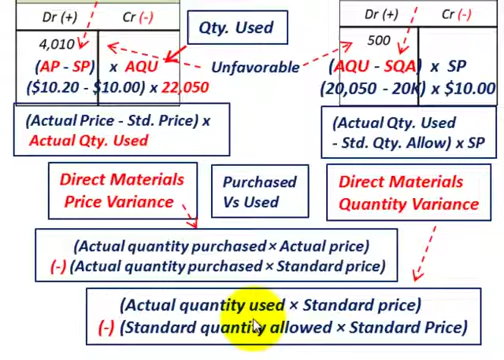 Dr (+) Cr (-)
4,010
(AP - SP) x AQU
($10.20 - $10.00) x 22,050
Qty. Used
Unfavorable
Dr (+) Cr (-)
500
(AQU - SQA) x SP
(20,050 - 20K) x $10.00
(Actual Price - Std. Price) x
Actual Qty. Used
(Actual Qty. Used
- Std. Qty. Allow) x SP
Direct Materials
Price Variance
Purchased
Vs Used
Direct Materials
Quantity Variance
(Actual quantity purchased × Actual price)
(-) (Actual quantity purchased × Standard price)
(Actual quantity used × Standard price)
(-) (Standard quantity allowed × Standard Price)